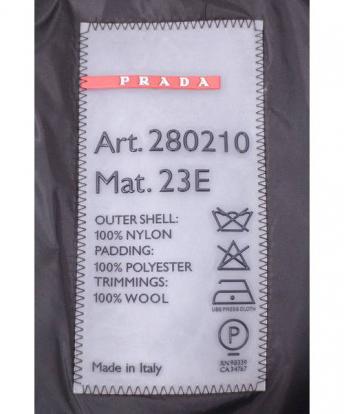 PRADA
Art. 280210
Mat. 23E
OUTER SHELL:
100% NYLON
PADDING:
100% POLYESTER
TRIMMINGS:
100% WOOL
USE PRESS CLOTH
P
Made in Italy
RN 90339
CA 34767